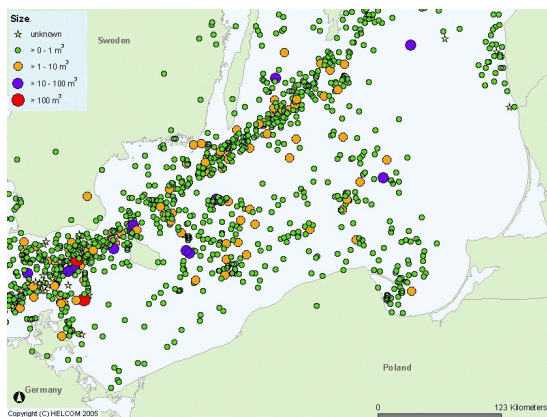 Size.
unknown
> 0 - 1 m³
> 1 - 10 m³
> 10 - 100 m³
> 100 m³
Sweden
Poland
Germany
0 123 Kilometers
Copyright (C) HELCOM 2005